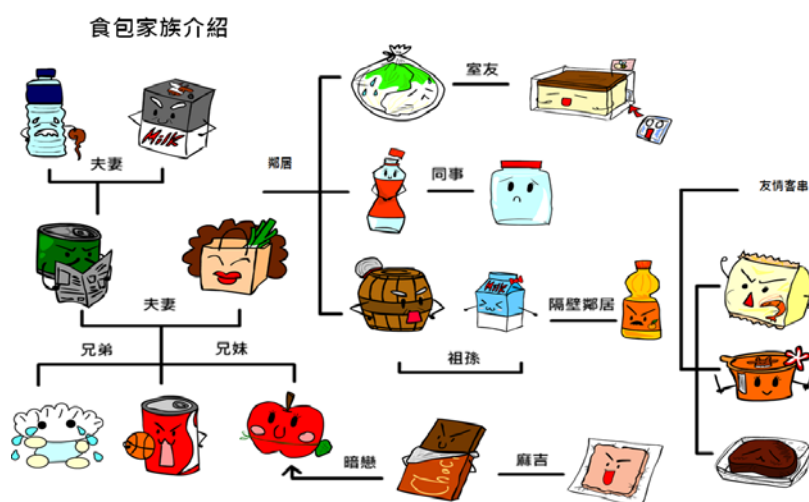 食包家族介紹
Milk
夫妻
鄰居
室友
同事
友情客串
夫妻
Milk
隔壁鄰居
兄弟
兄妹
祖孫
暗戀
Choc
麻吉